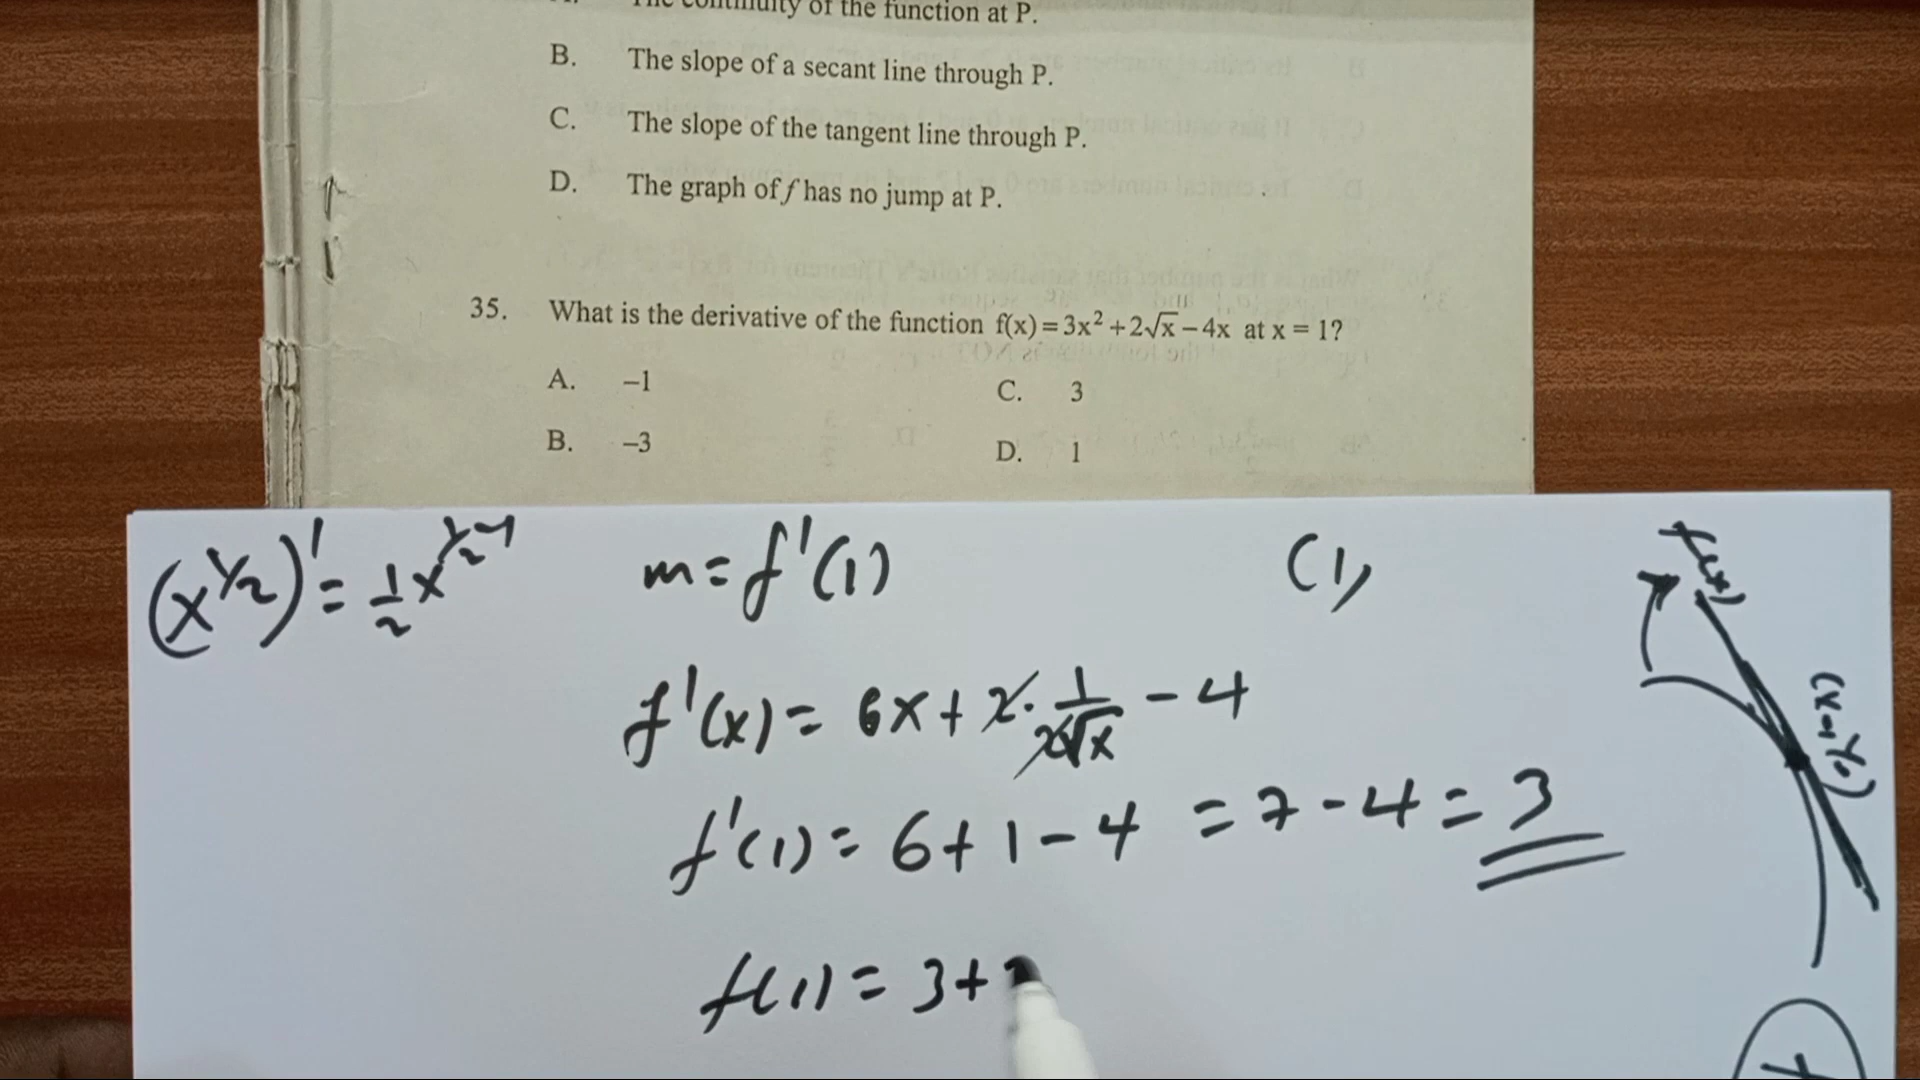 The continuity of the function at P.
B. The slope of a secant line through P.
C. The slope of the tangent line through P.
D. The graph of f has no jump at P.
35. What is the derivative of the function f(x) = 3x² + 2√x – 4x at x = 1?
A. –1
C. 3
B. –3
D. 1
(x^½)' = ½x^(½-1)
m = f'(1)
(1,
f(x)
f'(x) = 6x + 2 · 1/(2√x) – 4
f'(1) = 6 + 1 – 4 = 7 – 4 = 3
f(1) = 3 +